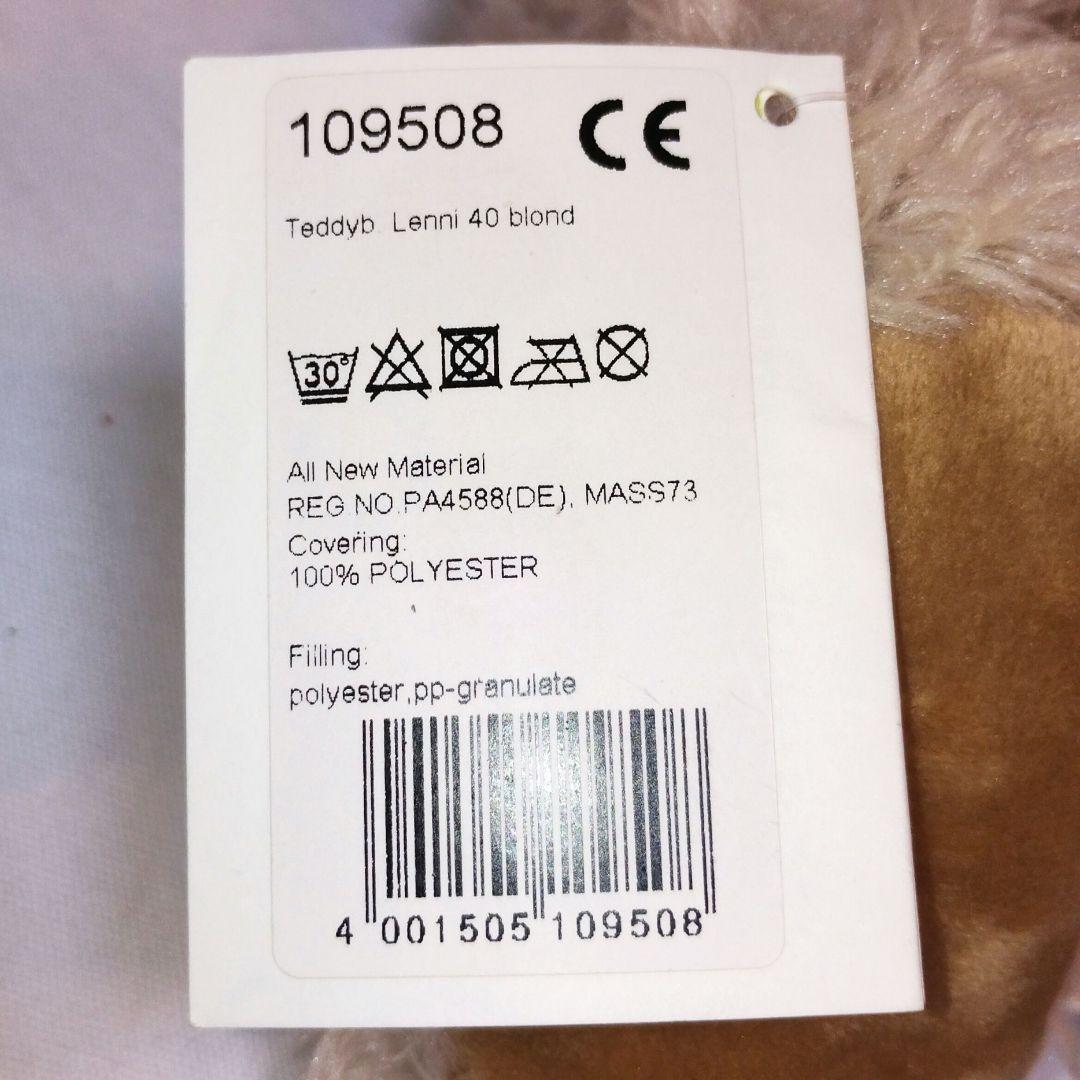 109508 CE
Teddyb. Lenni 40 blond
30°
All New Material
REG NO.PA4588(DE), MASS73
Covering:
100% POLYESTER
Filling:
polyester,pp-granulate
4 001505 109508